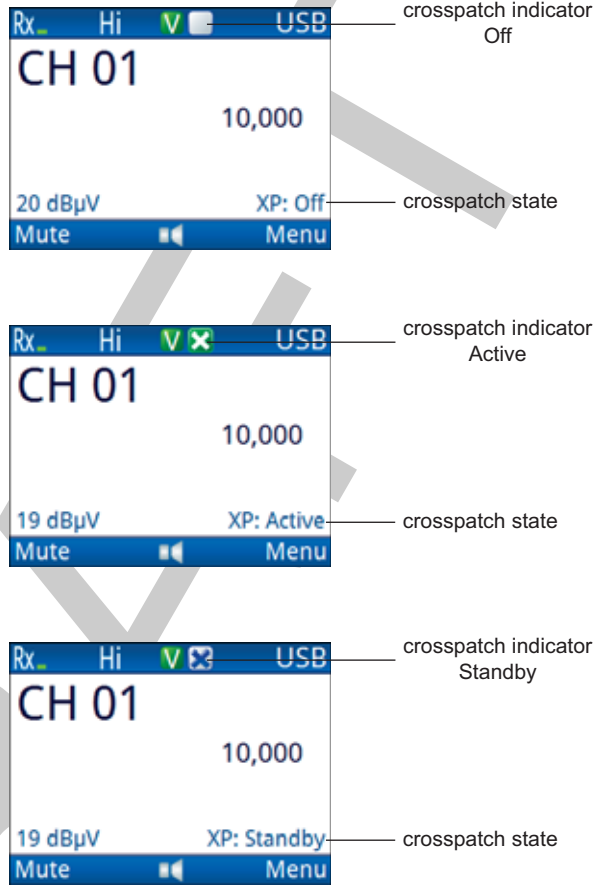 Rx Hi V USB
crosspatch indicator
Off
CH 01
10,000
20 dBµV XP: Off
crosspatch state
Mute Menu
Rx Hi V USB
crosspatch indicator
Active
CH 01
10,000
19 dBµV XP: Active
crosspatch state
Mute Menu
Rx Hi V USB
crosspatch indicator
Standby
CH 01
10,000
19 dBµV XP: Standby
crosspatch state
Mute Menu